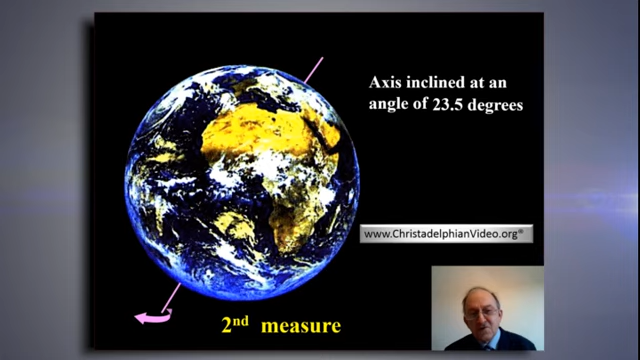 Axis inclined at an
angle of 23.5 degrees
www.ChristadelphianVideo.org®
2nd measure